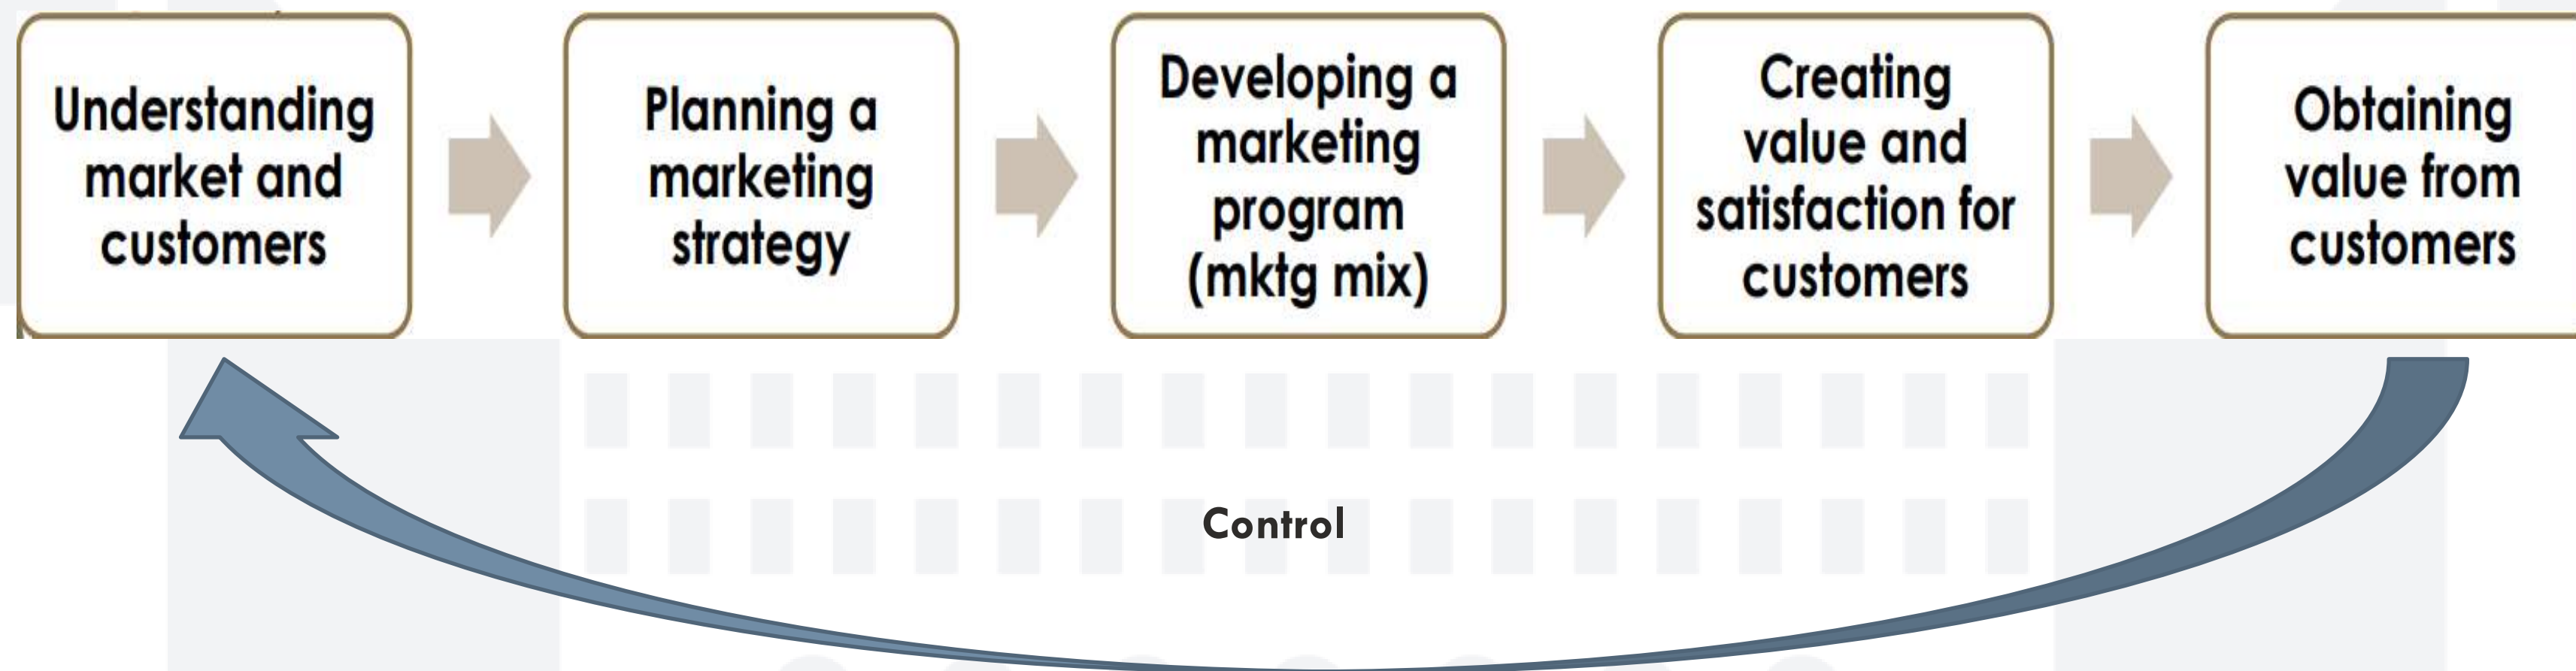 Understanding
market and
customers
Planning a
marketing
strategy
Developing a
marketing
program
(mktg mix)
Creating
value and
satisfaction for
customers
Obtaining
value from
customers
Control